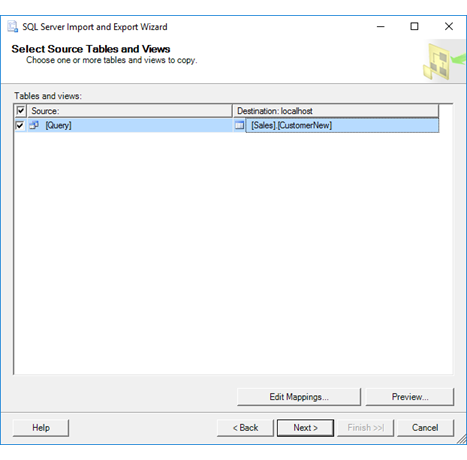 SQL Server Import and Export Wizard
Select Source Tables and Views
Choose one or more tables and views to copy.
Tables and views:
Source: Destination: localhost
[Query] [Sales].[CustomerNew]
Edit Mappings... Preview...
Help < Back Next > Finish >>| Cancel